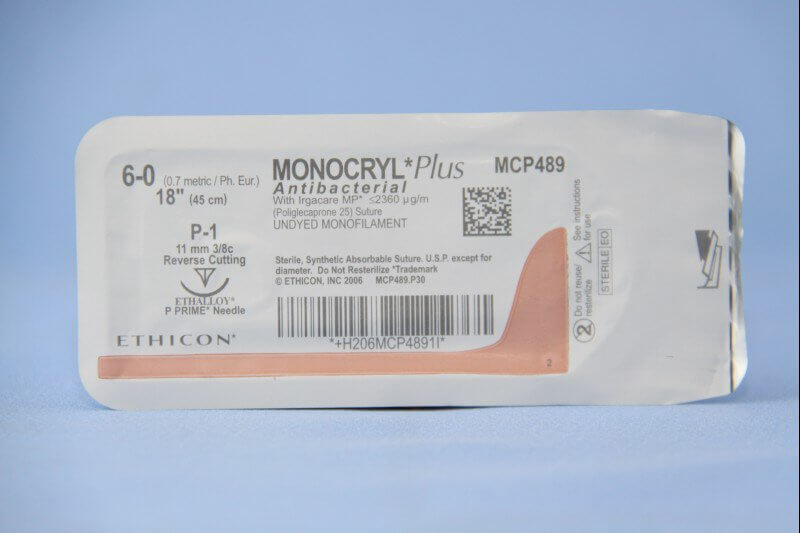 6-0 (0.7 metric / Ph. Eur.)
18" (45 cm)
P-1
11 mm 3/8c
Reverse Cutting
ETHALLOY*
P PRIME* Needle
ETHICON*
MONOCRYL*Plus MCP489
Antibacterial
With Irgacare MP* ≤2360 µg/m
(Poliglecaprone 25) Suture
UNDYED MONOFILAMENT
Sterile, Synthetic Absorbable Suture. U.S.P. except for
diameter. Do Not Resterilize *Trademark
© ETHICON, INC 2006 MCP489.P30
*+H206MCP4891I*
2
2 Do not reuse/
resterilize
See instructions
for use
STERILE EO